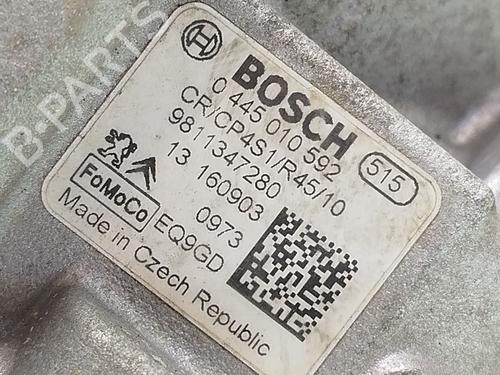 BOSCH
0 445 010 592
CR/CP4S1/R45/10
515
9811347280
13 160903
0973
FoMoCo EQ9GD
Made in Czech Republic
B-PARTS